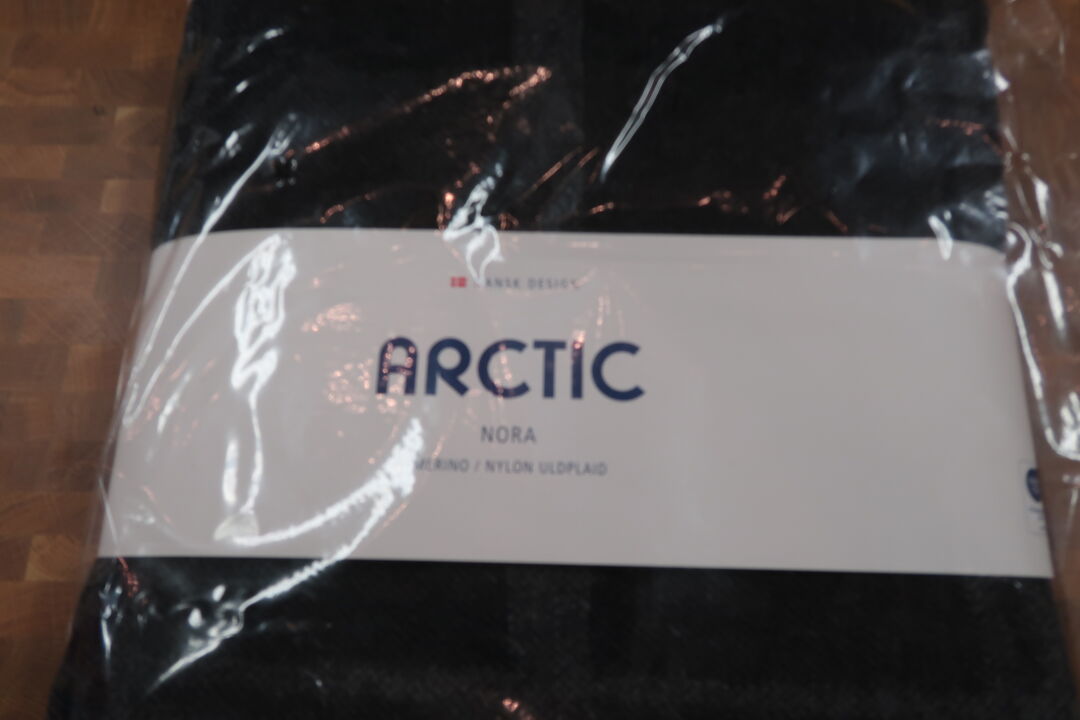 DANSK DESIGN
ARCTIC
NORA
MERINO / NYLON ULDPLAID